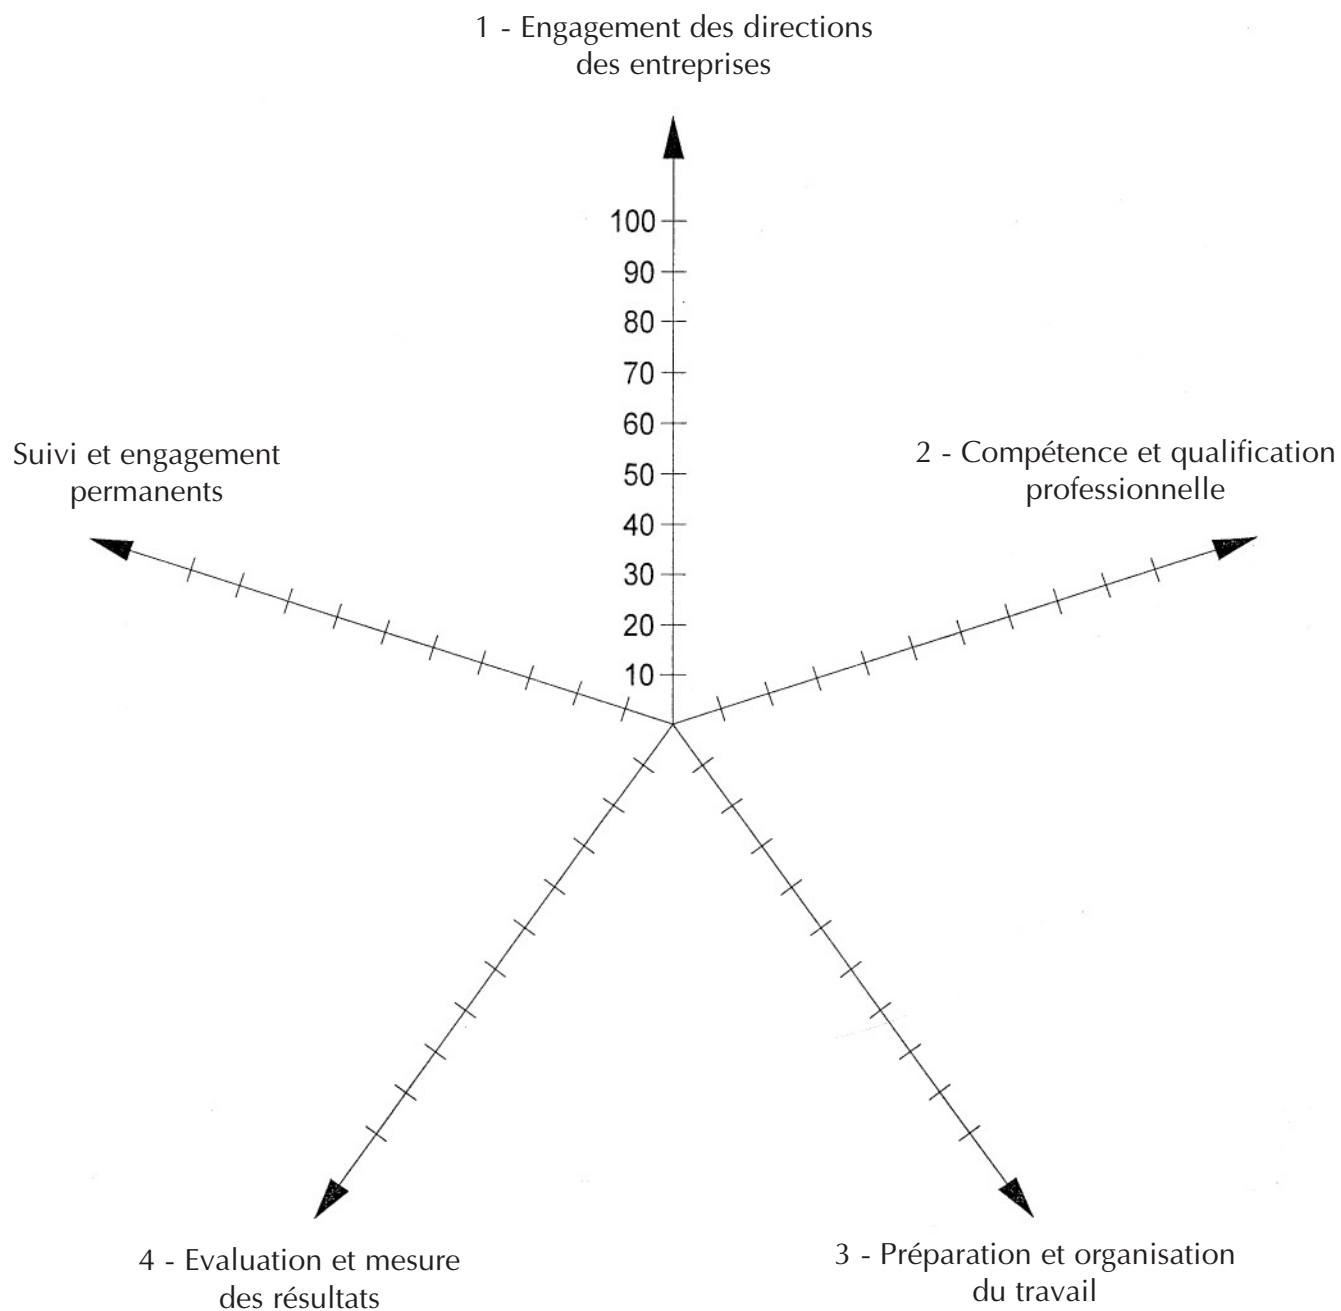 1 - Engagement des directions
des entreprises
100
90
80
70
60
50
40
30
20
10
Suivi et engagement
permanents
2 - Compétence et qualification
professionnelle
4 - Evaluation et mesure
des résultats
3 - Préparation et organisation
du travail